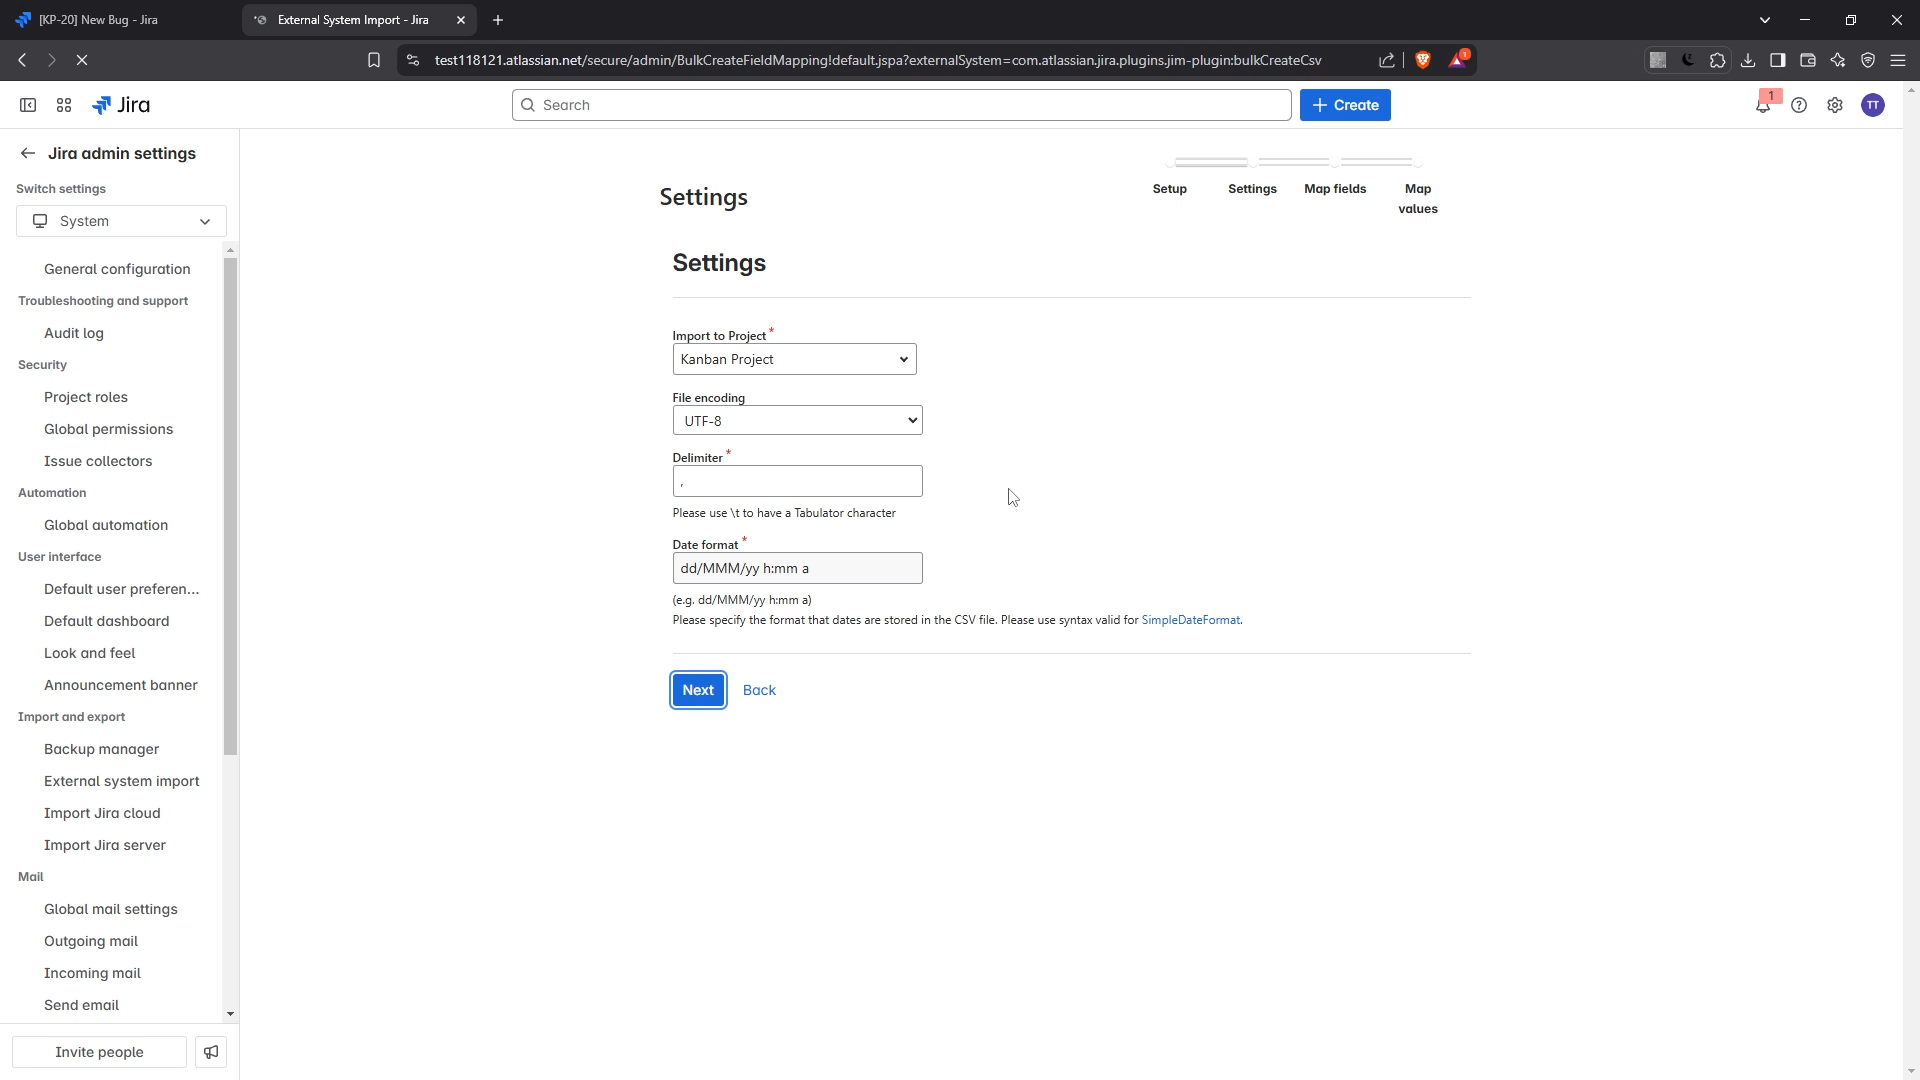 [KP-20] New Bug - Jira
External System Import - Jira
test118121.atlassian.net/secure/admin/BulkCreateFieldMapping!default.jspa?externalSystem=com.atlassian.jira.plugins.jim-plugin:bulkCreateCsv
1
Jira
Search
+ Create
1
TT
Jira admin settings
Switch settings
System
General configuration
Troubleshooting and support
Audit log
Security
Project roles
Global permissions
Issue collectors
Automation
Global automation
User interface
Default user preferen...
Default dashboard
Look and feel
Announcement banner
Import and export
Backup manager
External system import
Import Jira cloud
Import Jira server
Mail
Global mail settings
Outgoing mail
Incoming mail
Send email
Invite people
Settings
Setup
Settings
Map fields
Map
values
Settings
Import to Project *
Kanban Project
File encoding
UTF-8
Delimiter *
,
Please use \t to have a Tabulator character
Date format *
dd/MMM/yy h:mm a
(e.g. dd/MMM/yy h:mm a)
Please specify the format that dates are stored in the CSV file. Please use syntax valid for SimpleDateFormat.
Next
Back